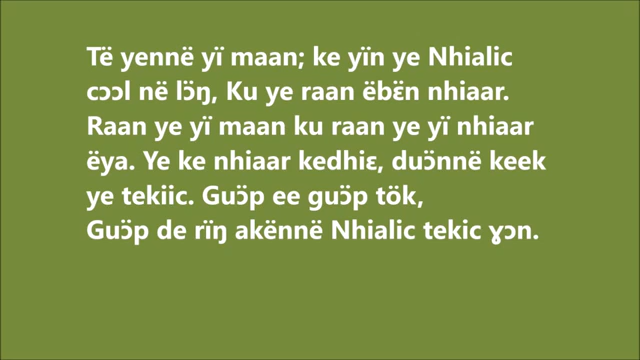 Të yennë yï maan; ke yïn ye Nhialic
cɔɔl në lɔ̈ŋ, Ku ye raan ëbɛ̈n nhiaar.
Raan ye yï maan ku raan ye yï nhiaar
ëya. Ye ke nhiaar kedhiɛ, duɔ̈nnë keek
ye tekiic. Guɔ̈p ee guɔ̈p tök,
Guɔ̈p de rïŋ akënnë Nhialic tekic ɣɔn.